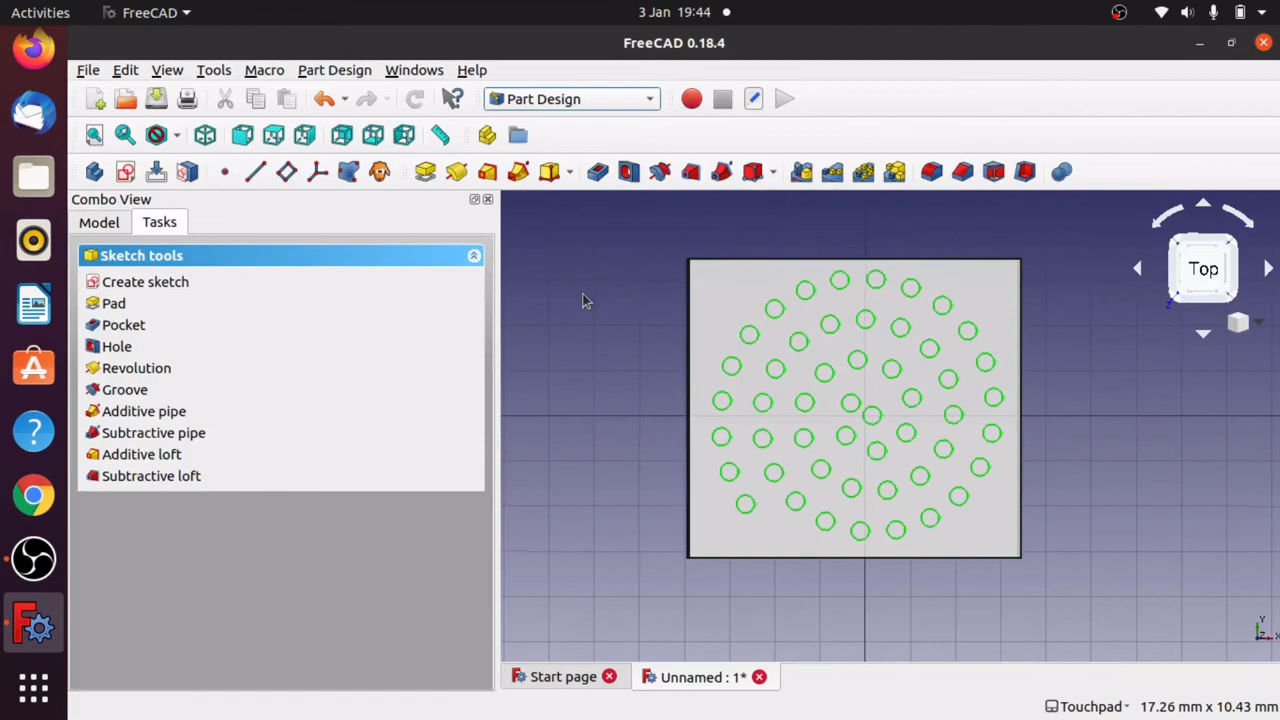 Activities FreeCAD 3 Jan 19:44
FreeCAD 0.18.4
File Edit View Tools Macro Part Design Windows Help
Part Design
Combo View
Model Tasks
Sketch tools
Create sketch
Pad
Pocket
Hole
Revolution
Groove
Additive pipe
Subtractive pipe
Additive loft
Subtractive loft
Top
Z
Y
Z X
Start page Unnamed : 1*
Touchpad 17.26 mm x 10.43 mm